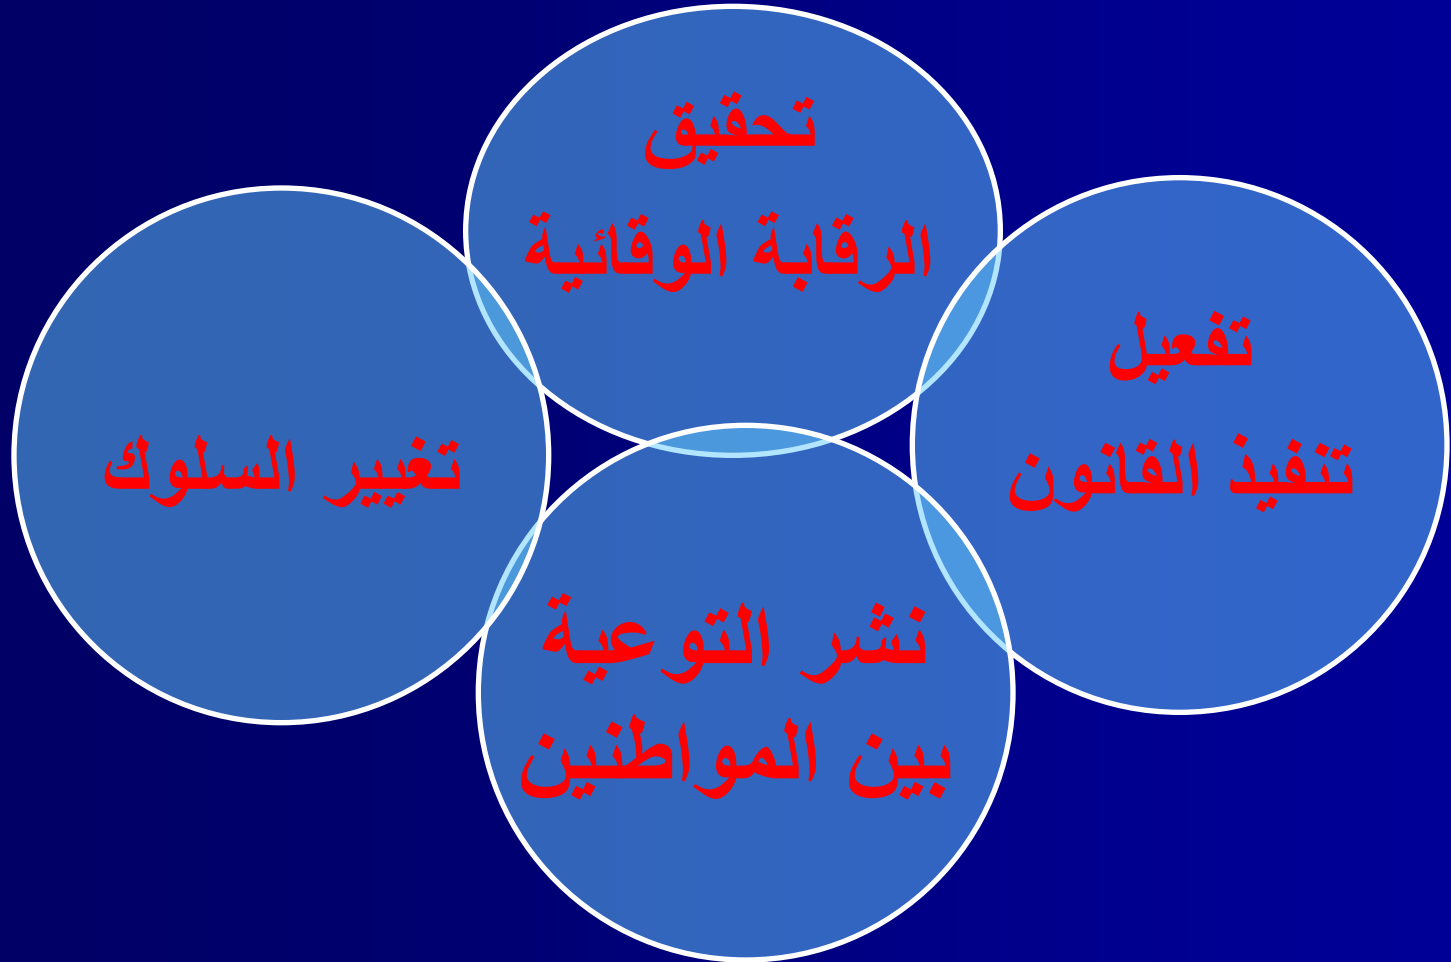 تحقيق
الرقابة الوقائية
تفعيل
تنفيذ القانون
تغيير السلوك
نشر التوعية
بين المواطنين